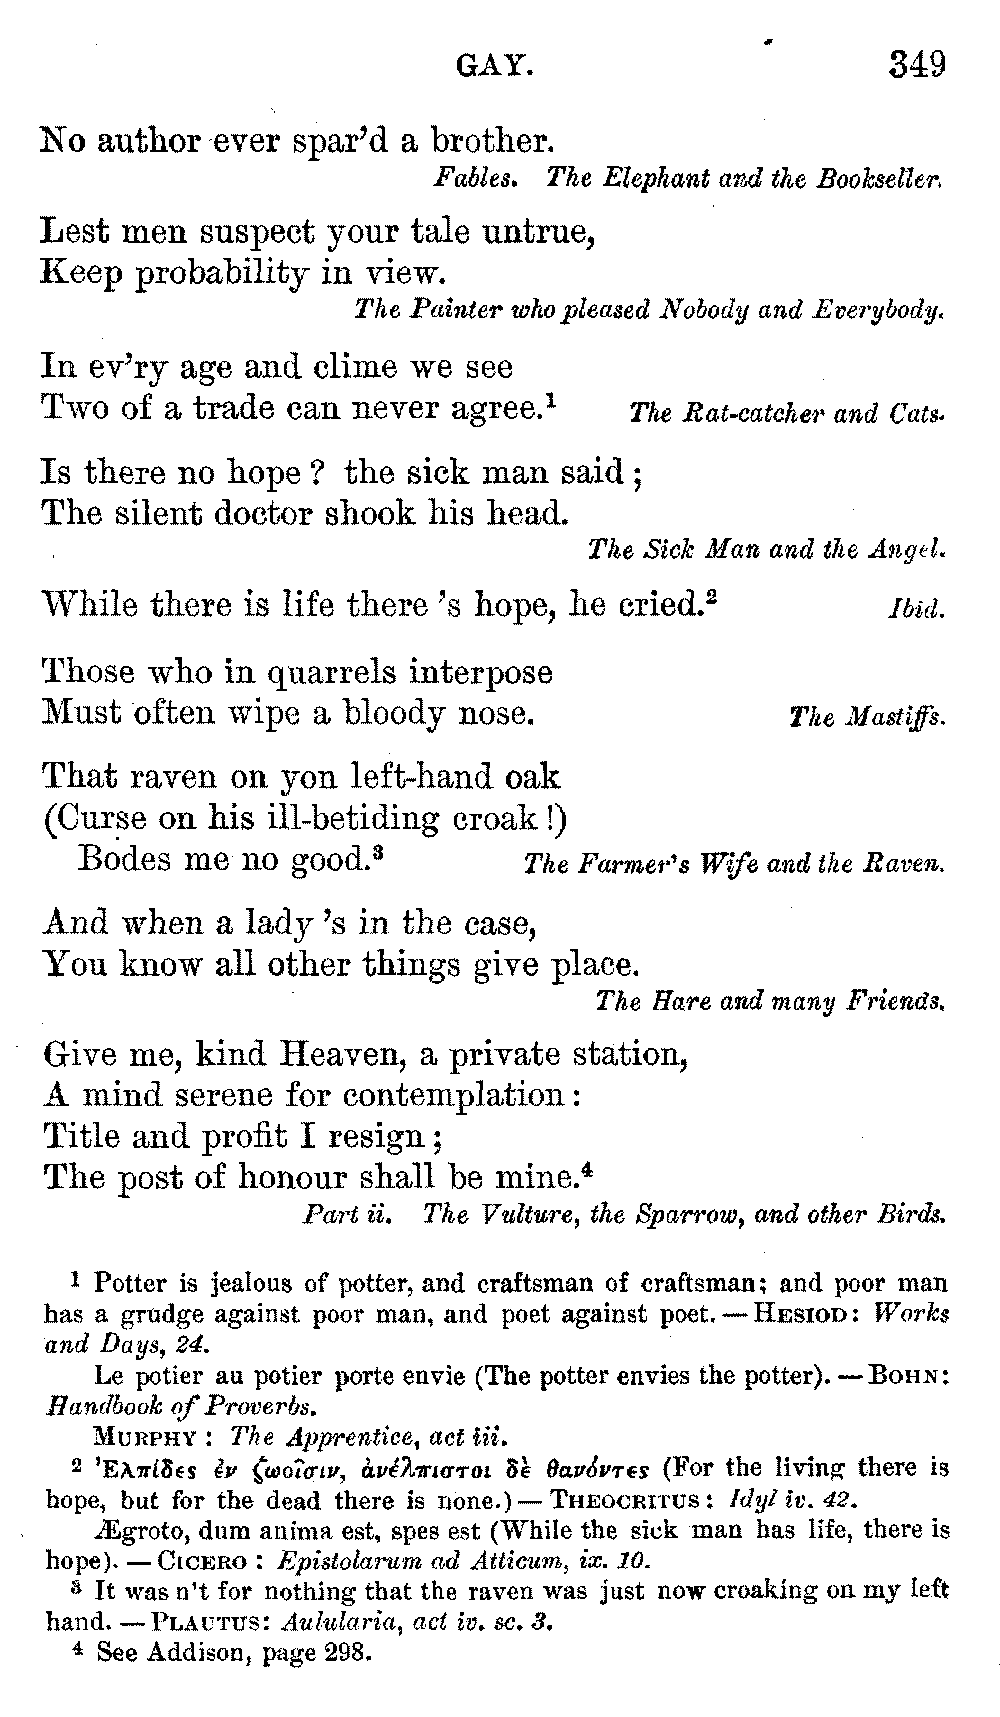 GAY. 349
No author ever spar'd a brother.
Fables. The Elephant and the Bookseller.
Lest men suspect your tale untrue,
Keep probability in view.
The Painter who pleased Nobody and Everybody.
In ev'ry age and clime we see
Two of a trade can never agree.¹ The Rat-catcher and Cats.
Is there no hope? the sick man said;
The silent doctor shook his head.
The Sick Man and the Angel.
While there is life there 's hope, he cried.² Ibid.
Those who in quarrels interpose
Must often wipe a bloody nose. The Mastiffs.
That raven on yon left-hand oak
(Curse on his ill-betiding croak!)
Bodes me no good.³ The Farmer's Wife and the Raven.
And when a lady 's in the case,
You know all other things give place.
The Hare and many Friends.
Give me, kind Heaven, a private station,
A mind serene for contemplation:
Title and profit I resign;
The post of honour shall be mine.⁴
Part ii. The Vulture, the Sparrow, and other Birds.
1 Potter is jealous of potter, and craftsman of craftsman; and poor man
has a grudge against poor man, and poet against poet. — HESIOD: Works
and Days, 24.
Le potier au potier porte envie (The potter envies the potter). — BOHN:
Handbook of Proverbs.
MURPHY: The Apprentice, act iii.
2 Ἐλπίδες ἐν ζωοῖσιν, ἀνέλπιστοι δὲ θανόντες (For the living there is
hope, but for the dead there is none.) — THEOCRITUS: Idyl iv. 42.
Ægroto, dum anima est, spes est (While the sick man has life, there is
hope). — CICERO: Epistolarum ad Atticum, ix. 10.
3 It was n't for nothing that the raven was just now croaking on my left
hand. — PLAUTUS: Aulularia, act iv. sc. 3.
4 See Addison, page 298.